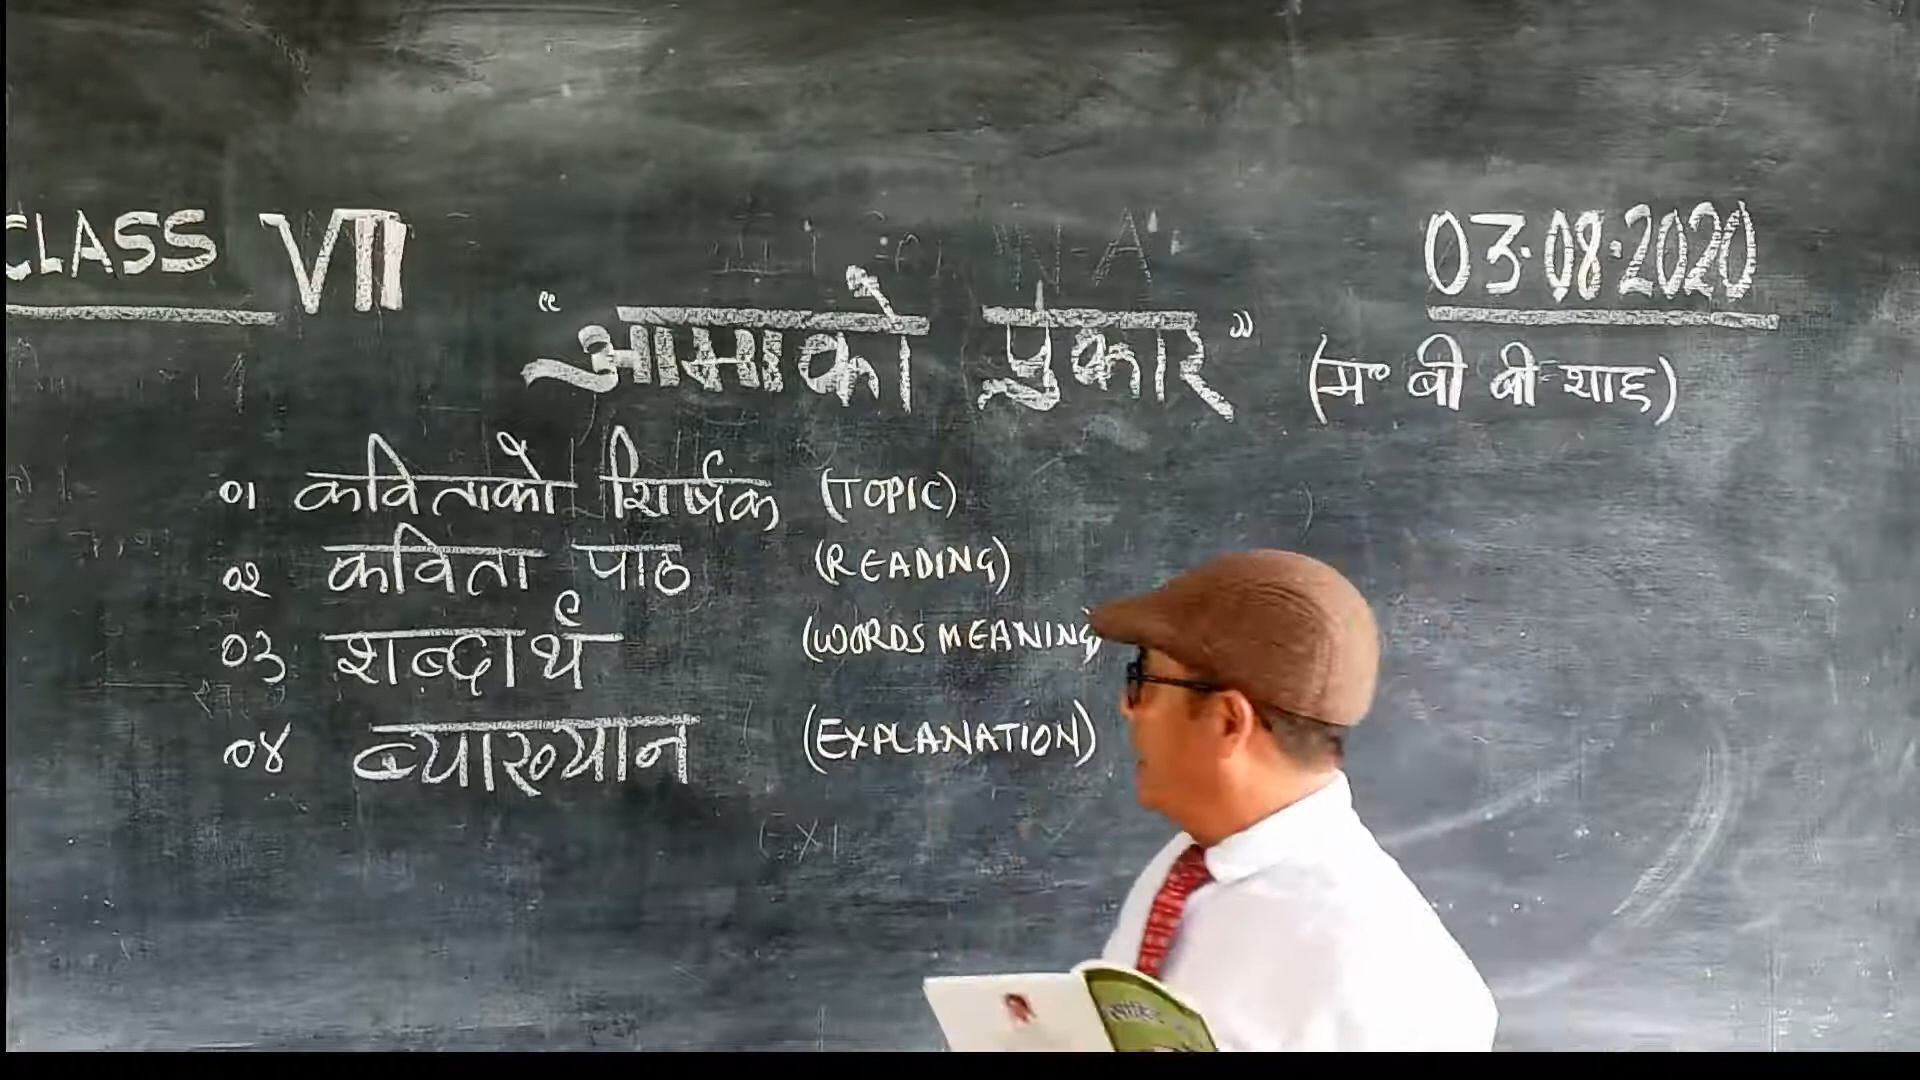 CLASS VII
03.08.2020
"आमाको पुकार" (म॰ बी बी शाह)
०१ कविताको शिर्षक (TOPIC)
०२ कविता पाठ (READING)
०३ शब्दार्थ (WORDS MEANING)
०४ ब्याख्यान (EXPLANATION)